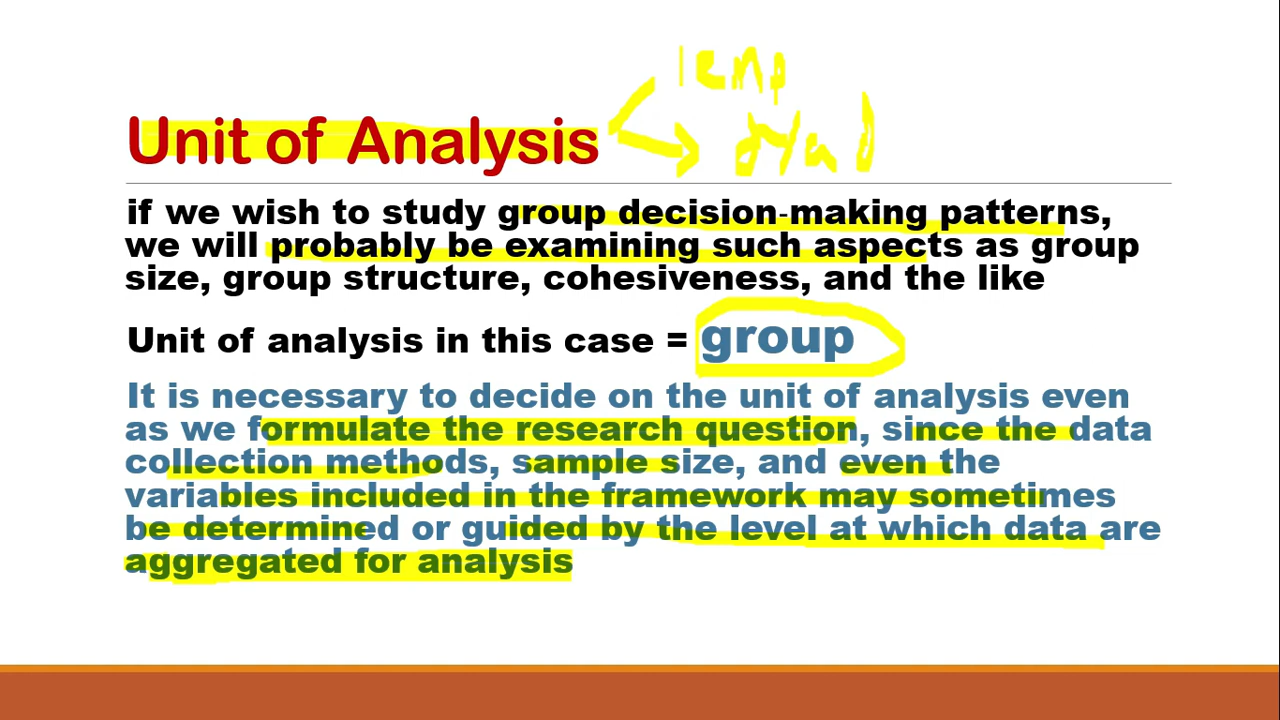 Unit of Analysis
dyad
if we wish to study group decision-making patterns,
we will probably be examining such aspects as group
size, group structure, cohesiveness, and the like
Unit of analysis in this case = group
It is necessary to decide on the unit of analysis even
as we formulate the research question, since the data
collection methods, sample size, and even the
variables included in the framework may sometimes
be determined or guided by the level at which data are
aggregated for analysis